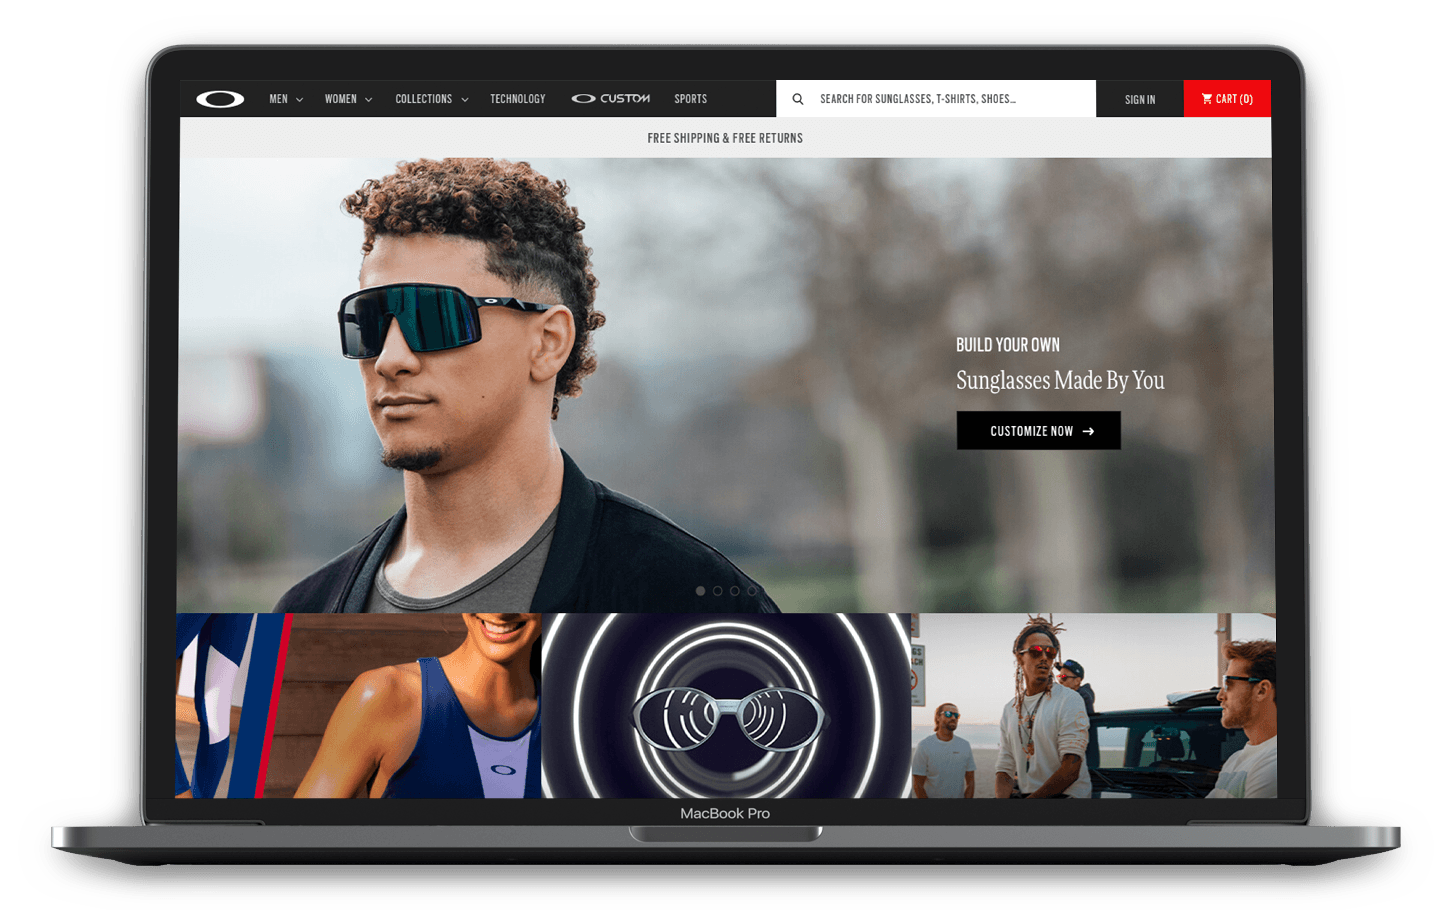 MEN
WOMEN
COLLECTIONS
TECHNOLOGY
CUSTOM
SPORTS
SEARCH FOR SUNGLASSES, T-SHIRTS, SHOES...
SIGN IN
CART (0)
FREE SHIPPING & FREE RETURNS
BUILD YOUR OWN
Sunglasses Made By You
CUSTOMIZE NOW
MacBook Pro